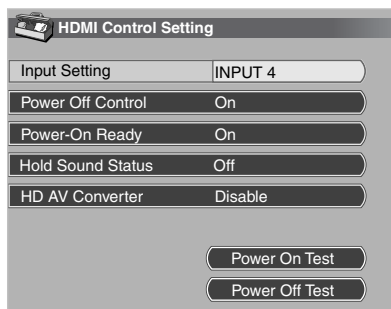 HDMI Control Setting
Input Setting INPUT 4
Power Off Control On
Power-On Ready On
Hold Sound Status Off
HD AV Converter Disable
Power On Test
Power Off Test